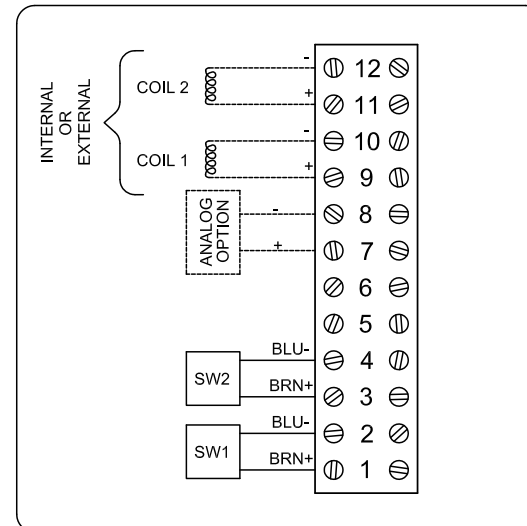 INTERNAL
OR
EXTERNAL
COIL 2
-
12
+
11
COIL 1
-
10
+
9
ANALOG
OPTION
-
8
+
7
6
5
SW2
BLU-
4
BRN+
3
SW1
BLU-
2
BRN+
1